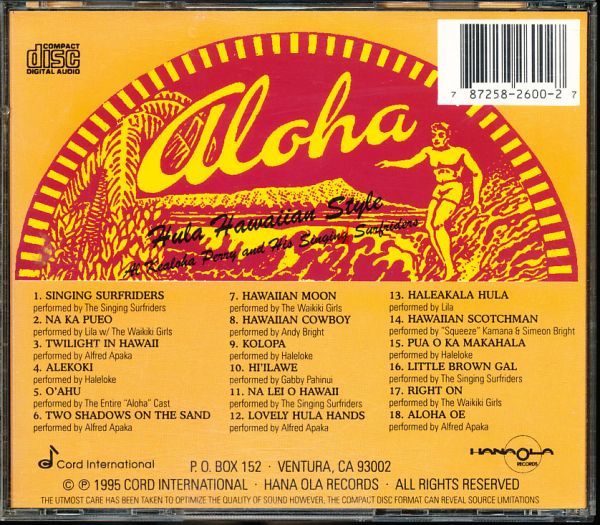 COMPACT
disc
DIGITAL AUDIO
7 87258-2600-2 7
Aloha
Hula Hawaiian Style
Al Kealoha Perry and His Singing Surfriders
1. SINGING SURFRIDERS
performed by The Singing Surfriders
2. NA KA PUEO
performed by Lila w/ The Waikiki Girls
3. TWILIGHT IN HAWAII
performed by Alfred Apaka
4. ALEKOKI
performed by Haleloke
5. O'AHU
performed by The Entire "Aloha" Cast
6. TWO SHADOWS ON THE SAND
performed by Alfred Apaka
7. HAWAIIAN MOON
performed by The Waikiki Girls
8. HAWAIIAN COWBOY
performed by Andy Bright
9. KOLOPA
performed by Haleloke
10. HI'ILAWE
performed by Gabby Pahinui
11. NA LEI O HAWAII
performed by The Singing Surfriders
12. LOVELY HULA HANDS
performed by Alfred Apaka
13. HALEAKALA HULA
performed by Lila
14. HAWAIIAN SCOTCHMAN
performed by "Squeeze" Kamana & Simeon Bright
15. PUA O KA MAKAHALA
performed by Haleloke
16. LITTLE BROWN GAL
performed by The Singing Surfriders
17. RIGHT ON
performed by The Waikiki Girls
18. ALOHA OE
performed by Alfred Apaka
Cord International
P. O. BOX 152 · VENTURA, CA 93002
HANAOLA
RECORDS
© ℗ 1995 CORD INTERNATIONAL · HANA OLA RECORDS · ALL RIGHTS RESERVED
THE UTMOST CARE HAS BEEN TAKEN TO OPTIMIZE THE QUALITY OF SOUND HOWEVER, THE COMPACT DISC FORMAT CAN REVEAL SOURCE LIMITATIONS